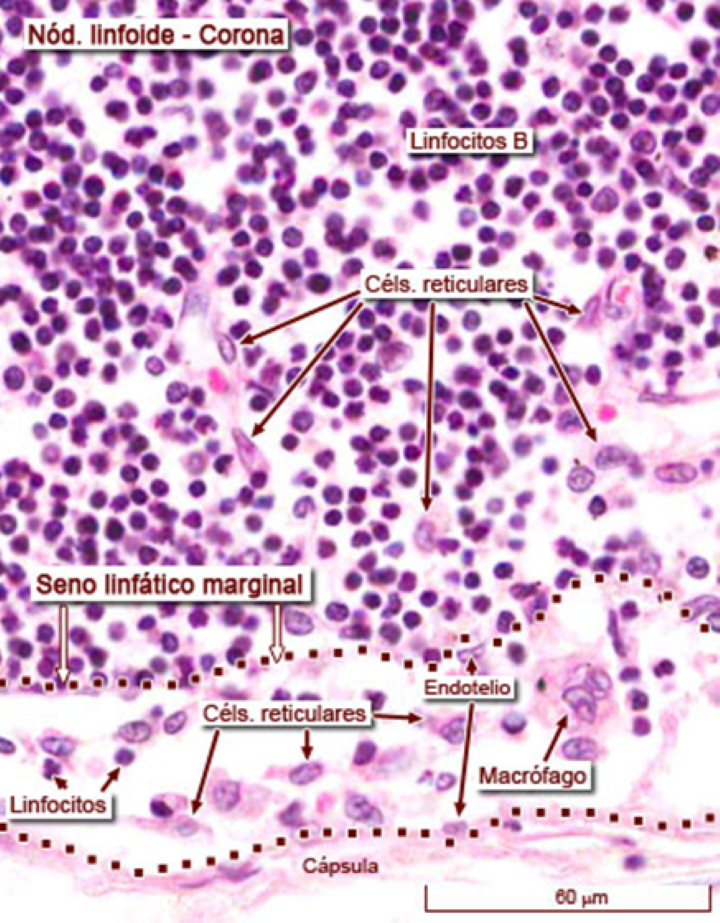 Nód. linfoide - Corona
Linfocitos B
Céls. reticulares
Seno linfático marginal
Endotelio
Céls. reticulares
Macrófago
Linfocitos
Cápsula
60 µm